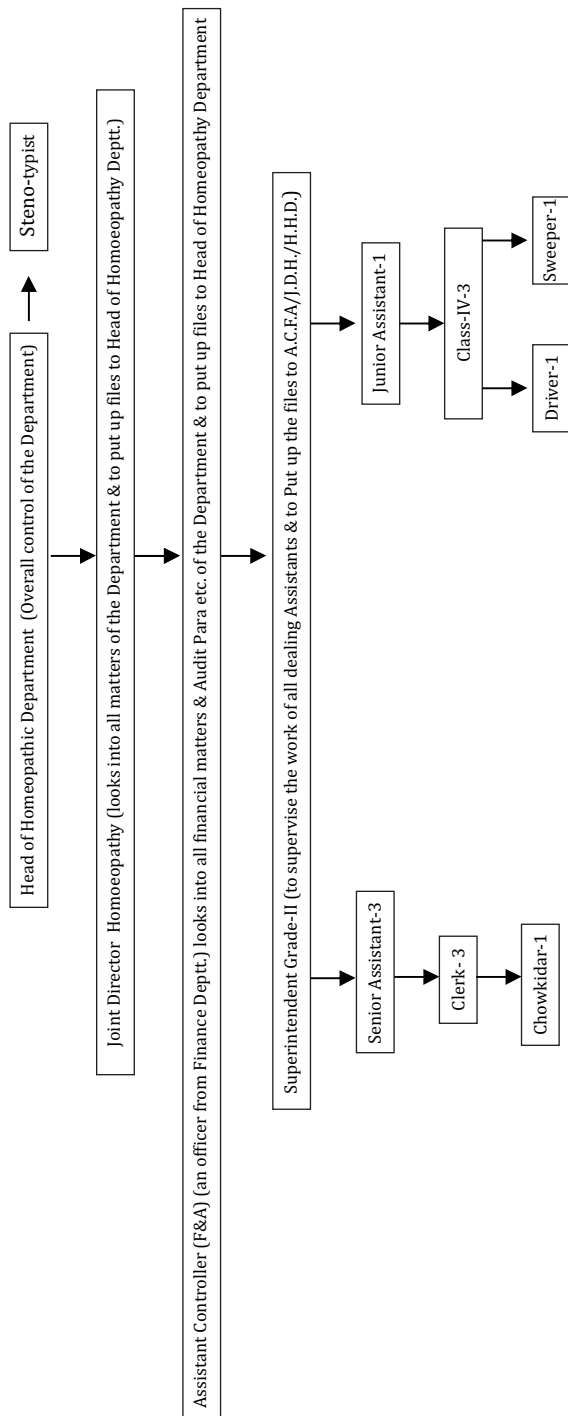 Head of Homeopathic Department (Overall control of the Department)
Steno-typist
Joint Director Homoeopathy (looks into all matters of the Department & to put up files to Head of Homoeopathy Deptt.)
Assistant Controller (F&A) (an officer from Finance Deptt.) looks into all financial matters & Audit Para etc. of the Department & to put up files to Head of Homeopathy Department
Superintendent Grade-II (to supervise the work of all dealing Assistants & to Put up the files to A.C.F.A/J.D.H./H.H.D.)
Senior Assistant-3
Junior Assistant-1
Clerk- 3
Class-IV-3
Chowkidar-1
Driver-1
Sweeper-1